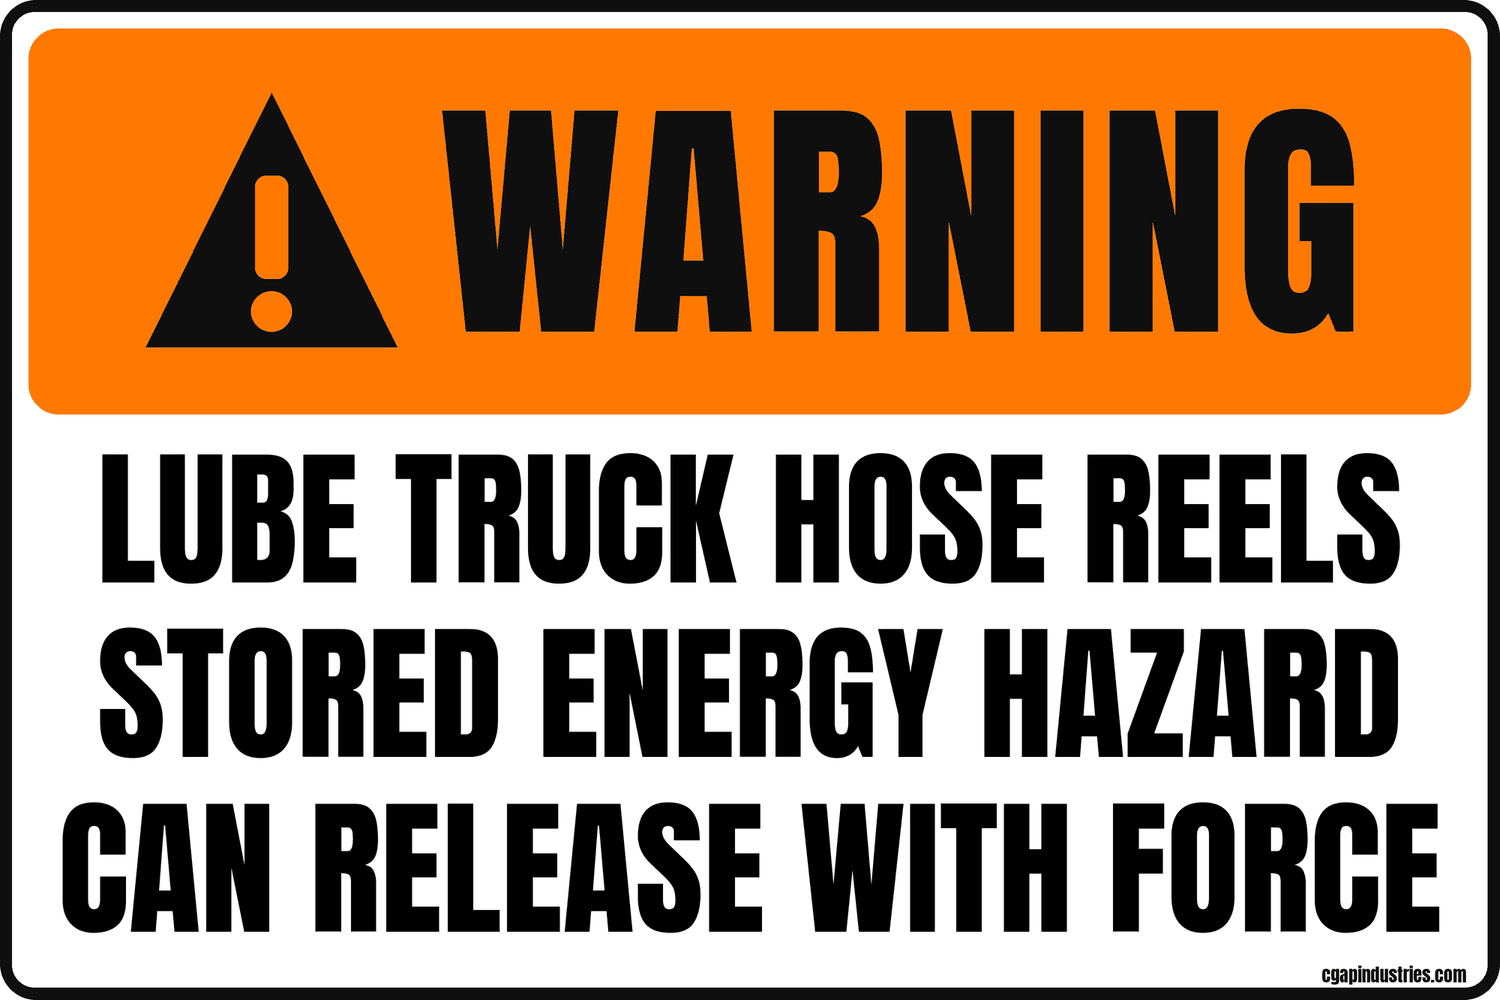 WARNING
LUBE TRUCK HOSE REELS
STORED ENERGY HAZARD
CAN RELEASE WITH FORCE
cgapindustries.com